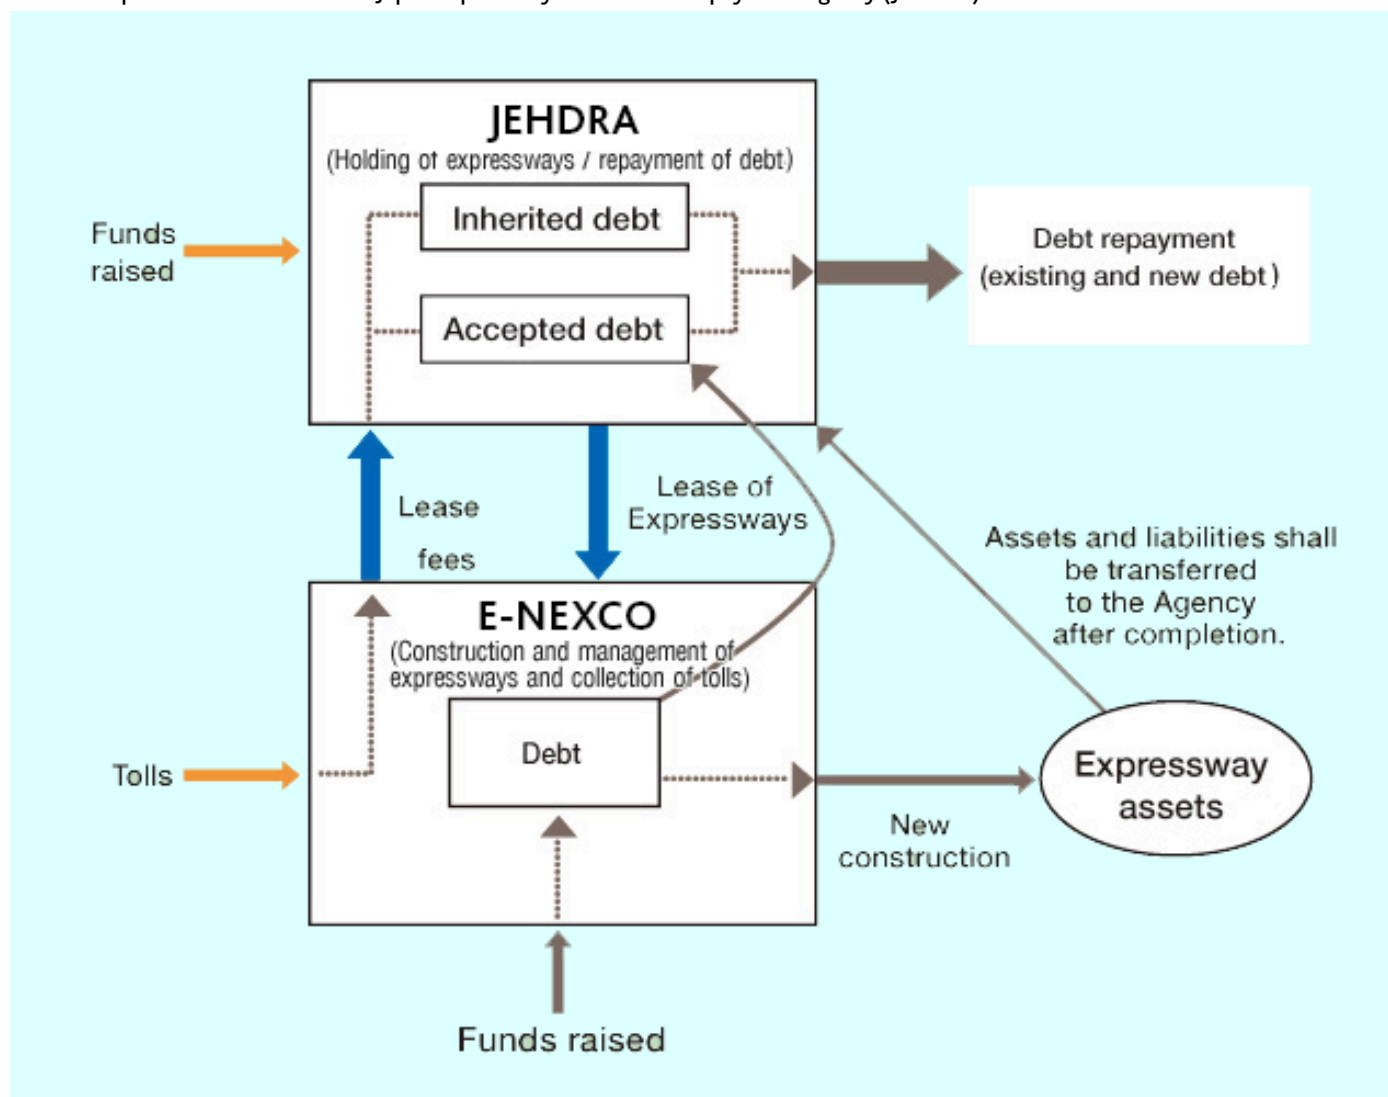 JEHDRA
(Holding of expressways / repayment of debt)
Inherited debt
Accepted debt
Funds
raised
Debt repayment
(existing and new debt)
Lease
fees
Lease of
Expressways
Assets and liabilities shall
be transferred
to the Agency
after completion.
E-NEXCO
(Construction and management of
expressways and collection of tolls)
Debt
Tolls
New
construction
Expressway
assets
Funds raised